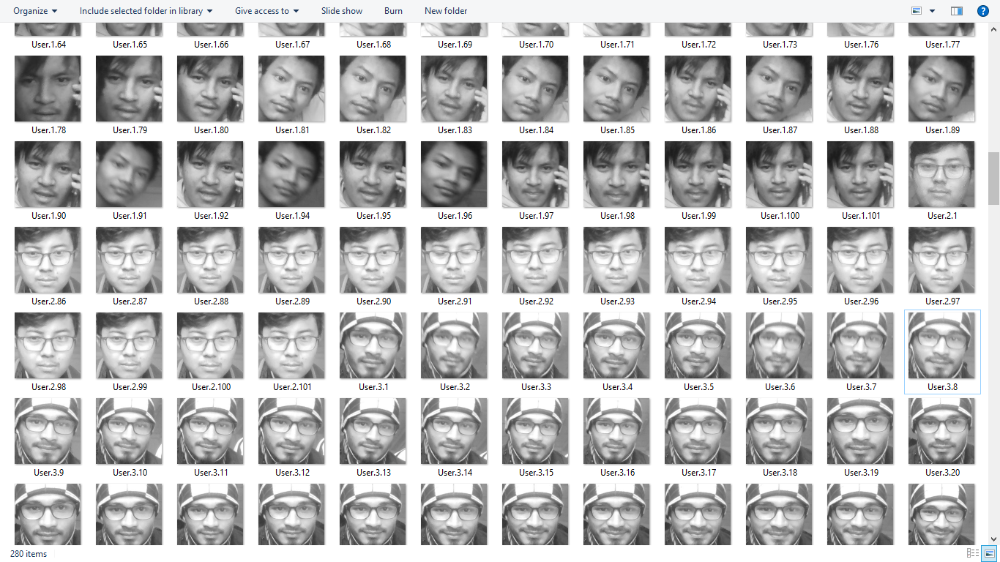 Organize Include selected folder in library Give access to Slide show Burn New folder
User.1.64 User.1.65 User.1.66 User.1.67 User.1.68 User.1.69 User.1.70 User.1.71 User.1.72 User.1.73 User.1.76 User.1.77
User.1.78 User.1.79 User.1.80 User.1.81 User.1.82 User.1.83 User.1.84 User.1.85 User.1.86 User.1.87 User.1.88 User.1.89
User.1.90 User.1.91 User.1.92 User.1.94 User.1.95 User.1.96 User.1.97 User.1.98 User.1.99 User.1.100 User.1.101 User.2.1
User.2.86 User.2.87 User.2.88 User.2.89 User.2.90 User.2.91 User.2.92 User.2.93 User.2.94 User.2.95 User.2.96 User.2.97
User.2.98 User.2.99 User.2.100 User.2.101 User.3.1 User.3.2 User.3.3 User.3.4 User.3.5 User.3.6 User.3.7 User.3.8
User.3.9 User.3.10 User.3.11 User.3.12 User.3.13 User.3.14 User.3.15 User.3.16 User.3.17 User.3.18 User.3.19 User.3.20
280 items